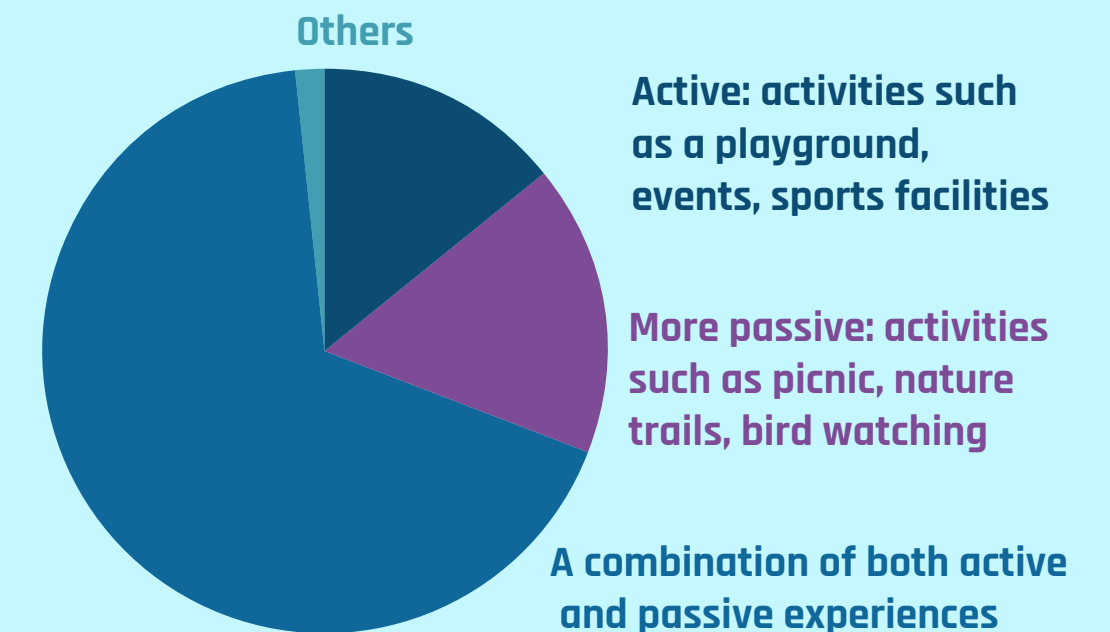 Others
Active: activities such
as a playground,
events, sports facilities
More passive: activities
such as picnic, nature
trails, bird watching
A combination of both active
and passive experiences